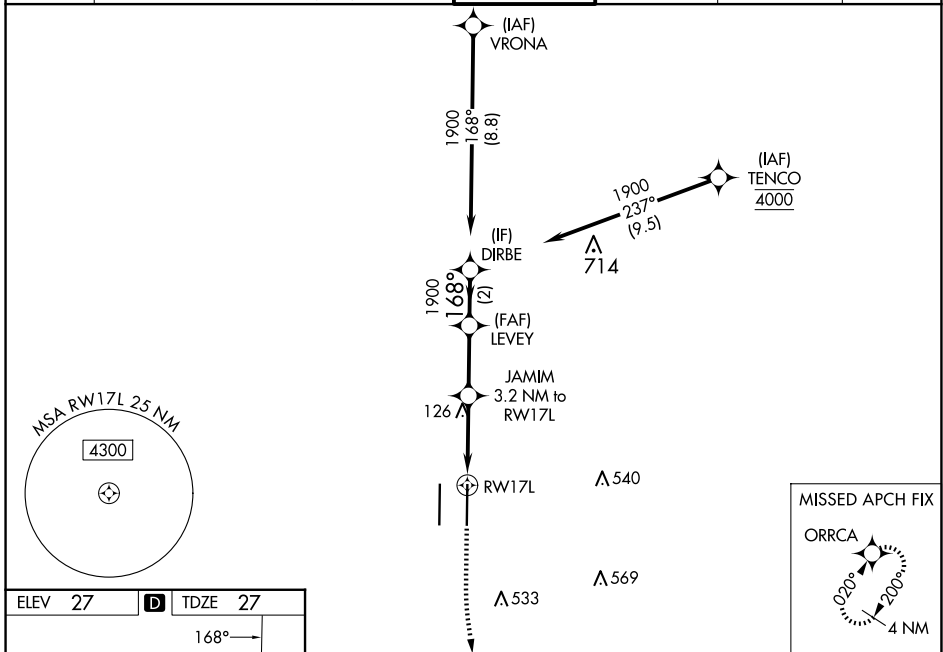 (IAF)
VRONA
1900
168°
(8.8)
(IAF)
TENCO
4000
1900
237°
(9.5)
714
(IF)
DIRBE
1900
168°
(2)
(FAF)
LEVEY
JAMIM
3.2 NM to
RW17L
126
MSA RW17L 25 NM
4300
RW17L
540
569
533
MISSED APCH FIX
ORRCA
020°
200°
4 NM
ELEV 27 D TDZE 27
168°